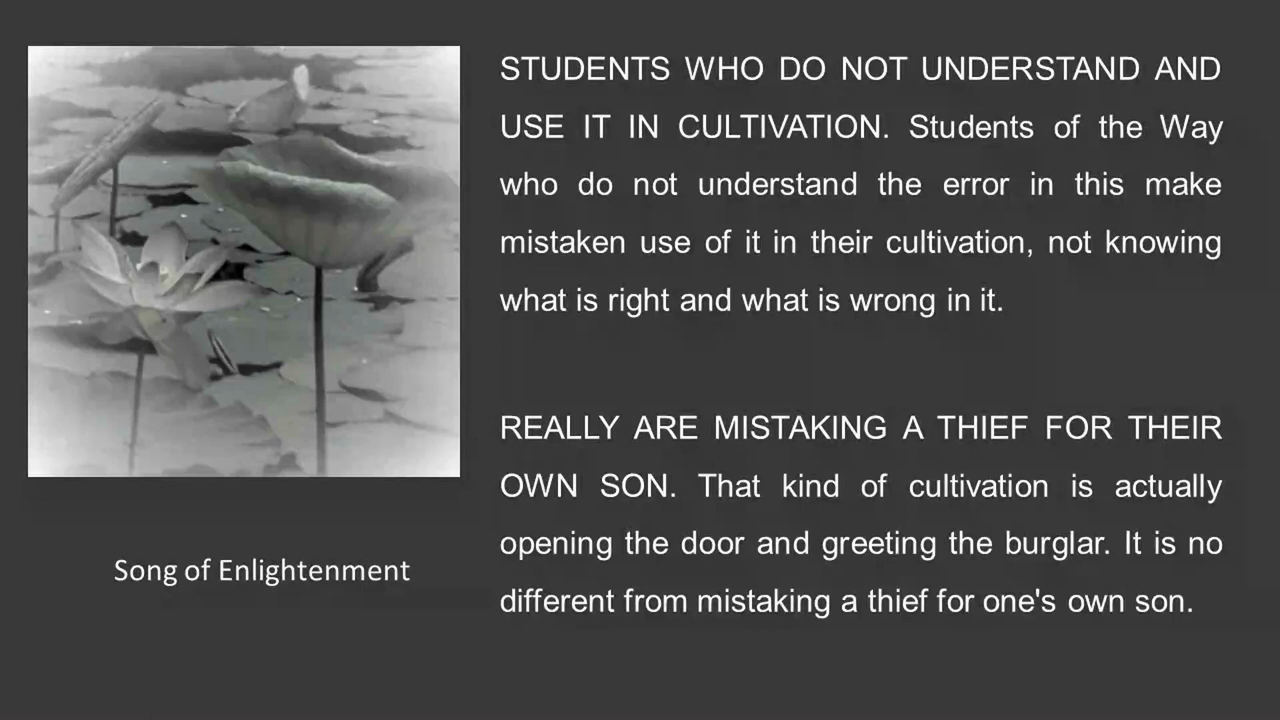 STUDENTS WHO DO NOT UNDERSTAND AND
USE IT IN CULTIVATION. Students of the Way
who do not understand the error in this make
mistaken use of it in their cultivation, not knowing
what is right and what is wrong in it.
REALLY ARE MISTAKING A THIEF FOR THEIR
OWN SON. That kind of cultivation is actually
opening the door and greeting the burglar. It is no
different from mistaking a thief for one's own son.
Song of Enlightenment